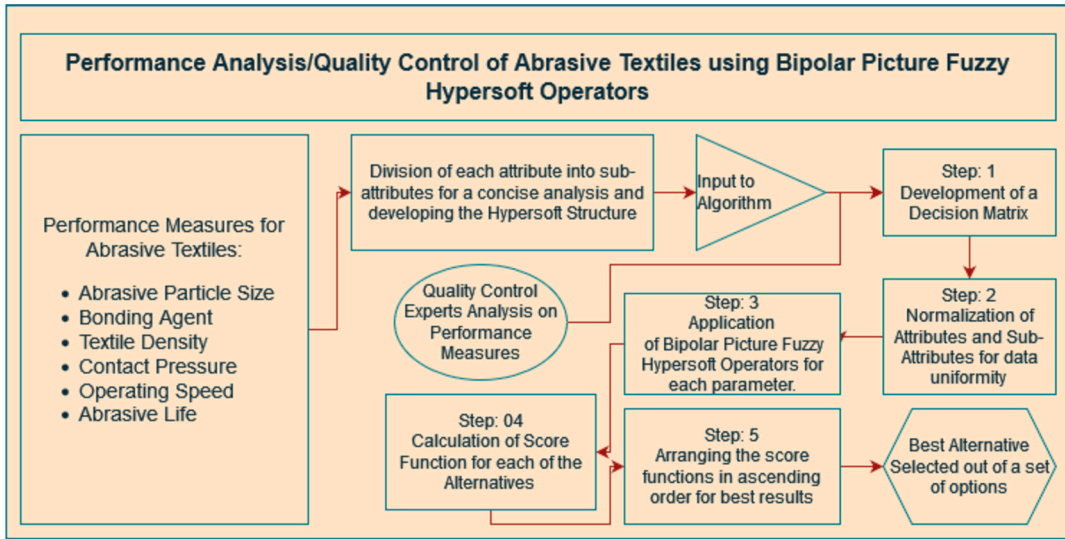 Performance Analysis/Quality Control of Abrasive Textiles using Bipolar Picture Fuzzy
Hypersoft Operators
Performance Measures for
Abrasive Textiles:
• Abrasive Particle Size
• Bonding Agent
• Textile Density
• Contact Pressure
• Operating Speed
• Abrasive Life
Division of each attribute into sub-
attributes for a concise analysis and
developing the Hypersoft Structure
Input to
Algorithm
Step: 1
Development of a
Decision Matrix
Quality Control
Experts Analysis on
Performance
Measures
Step: 2
Normalization of
Attributes and Sub-
Attributes for data
uniformity
Step: 3
Application
of Bipolar Picture Fuzzy
Hypersoft Operators for
each parameter.
Step: 04
Calculation of Score
Function for each of the
Alternatives
Step: 5
Arranging the score
functions in ascending
order for best results
Best Alternative
Selected out of a set
of options